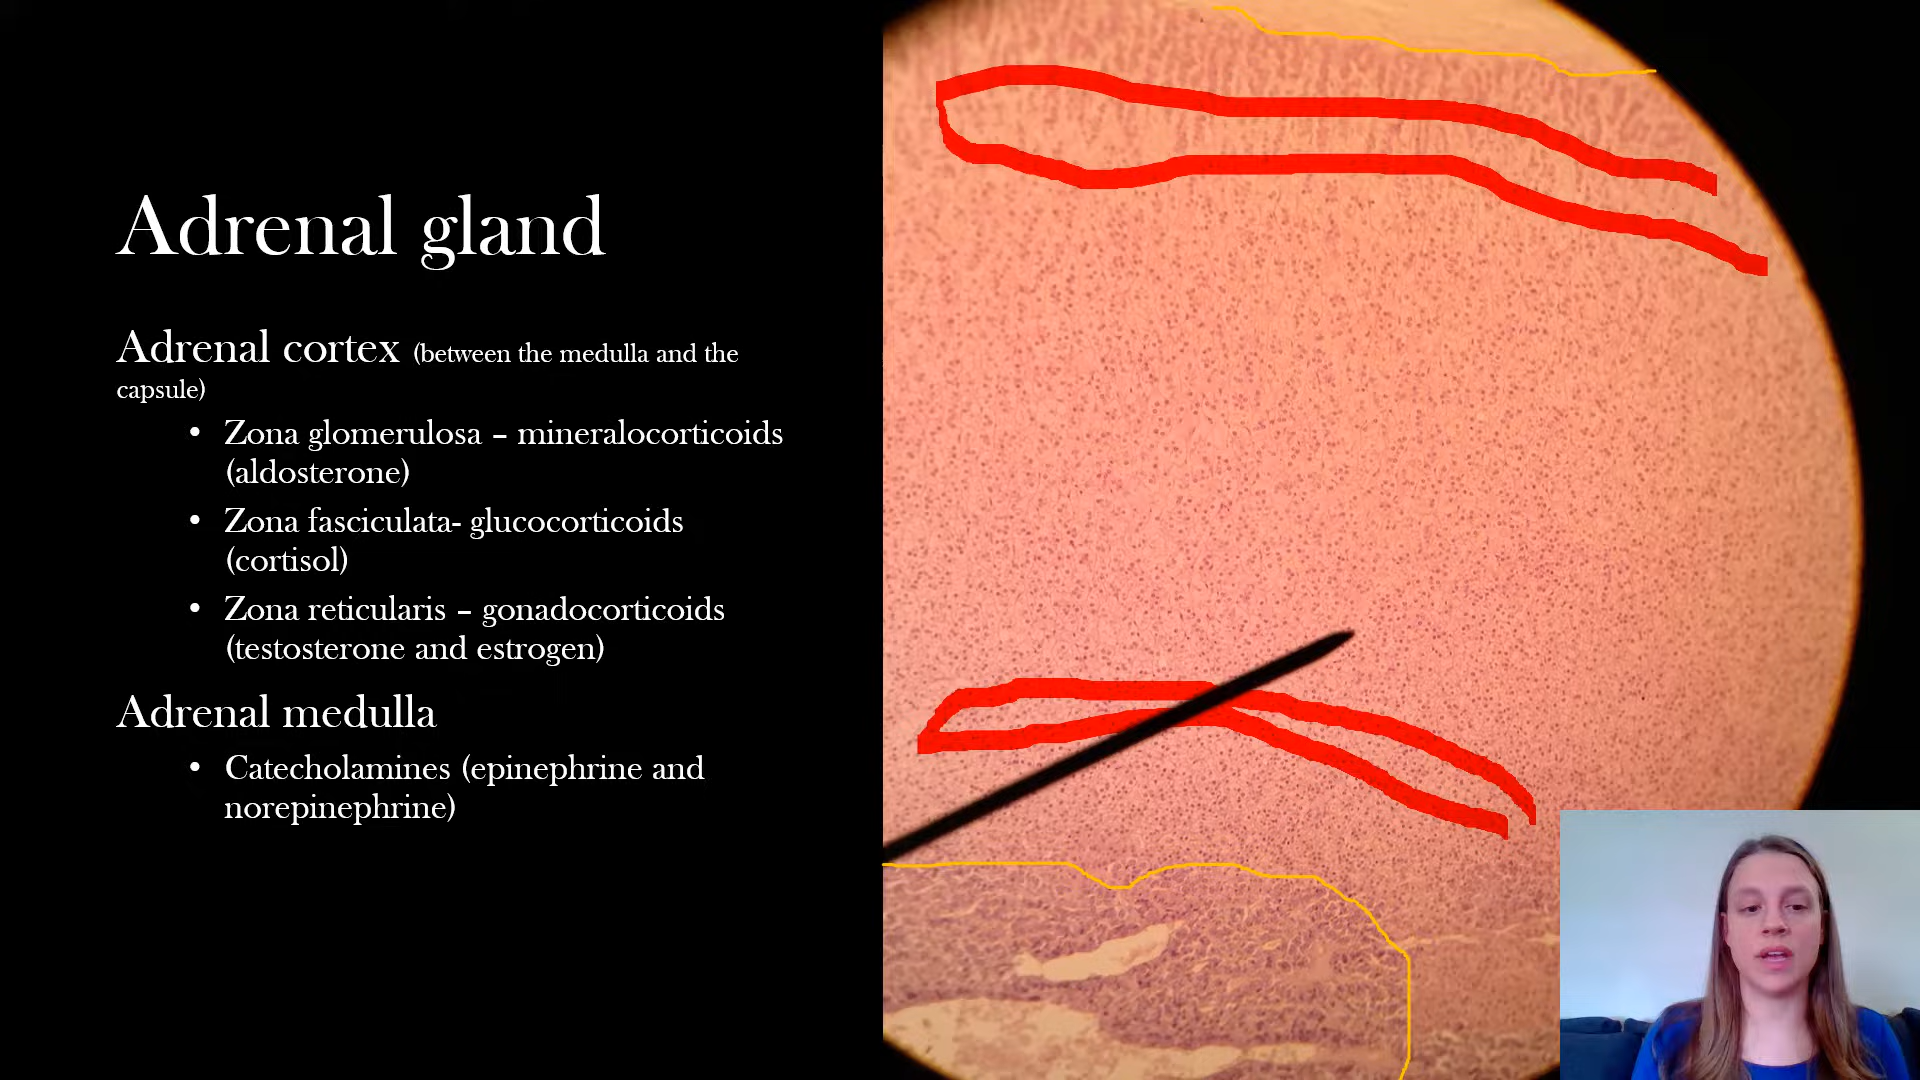 Adrenal gland
Adrenal cortex (between the medulla and the
capsule)
• Zona glomerulosa – mineralocorticoids
(aldosterone)
• Zona fasciculata- glucocorticoids
(cortisol)
• Zona reticularis – gonadocorticoids
(testosterone and estrogen)
Adrenal medulla
• Catecholamines (epinephrine and
norepinephrine)